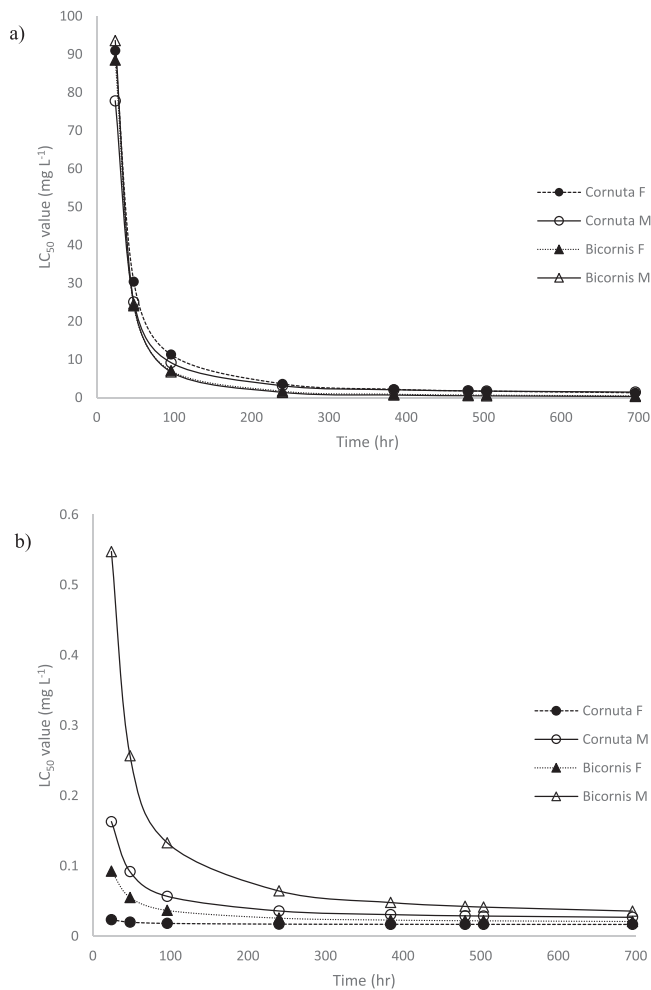 a)
100
90
80
70
60
50
40
30
20
10
0
LC50 value (mg L-1)
0 100 200 300 400 500 600 700
Time (hr)
Cornuta F
Cornuta M
Bicornis F
Bicornis M
b)
0.6
0.5
0.4
0.3
0.2
0.1
0
LC50 value (mg L-1)
0 100 200 300 400 500 600 700
Time (hr)
Cornuta F
Cornuta M
Bicornis F
Bicornis M